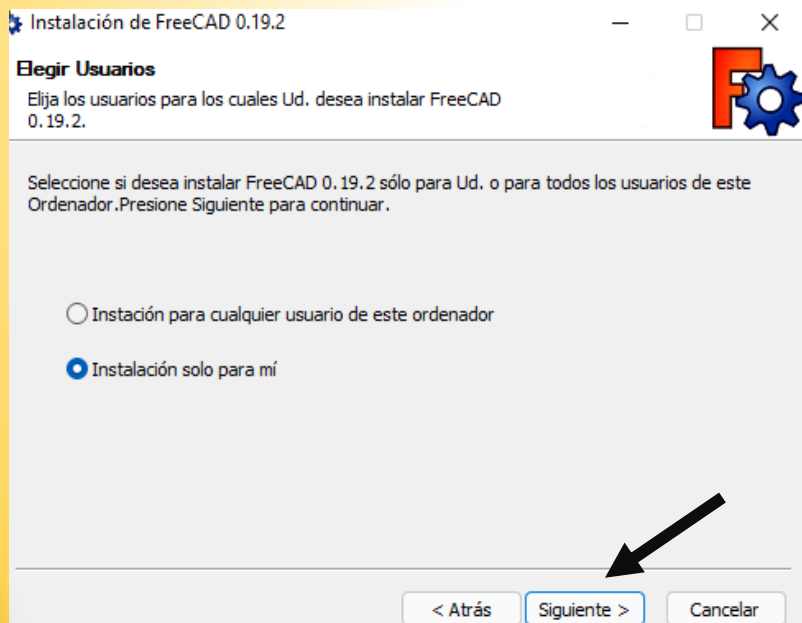 Instalación de FreeCAD 0.19.2
Elegir Usuarios
Elija los usuarios para los cuales Ud. desea instalar FreeCAD
0.19.2.
Seleccione si desea instalar FreeCAD 0.19.2 sólo para Ud. o para todos los usuarios de este
Ordenador.Presione Siguiente para continuar.
Instación para cualquier usuario de este ordenador
Instalación solo para mí
< Atrás Siguiente > Cancelar